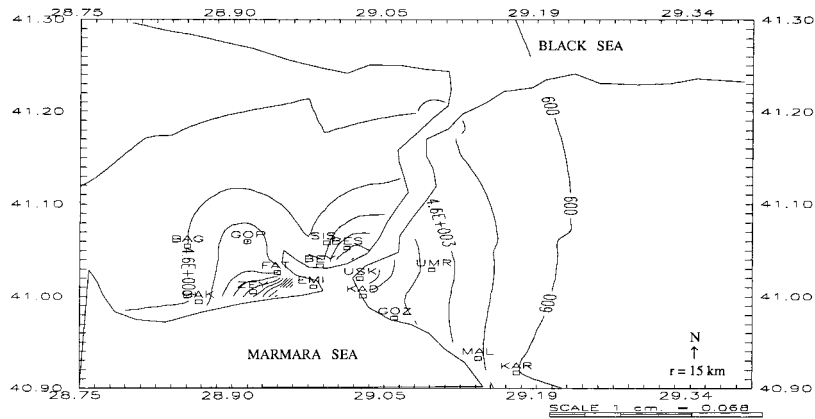 28.75 28.90 29.05 29.19 29.34
41.30 41.30
BLACK SEA
41.20 41.20
600
41.10 41.10
4.6E+003
600
BAG GOP SIS BES
BEY
FAT USK UMR
4.6E+003
41.00 BAK ZEY EMI KAD 41.00
600
GOZ
N
MARMARA SEA MAL KAR
r = 15 km
40.90 40.90
28.75 28.90 29.05 29.19 29.34
SCALE 1 cm = 0.068